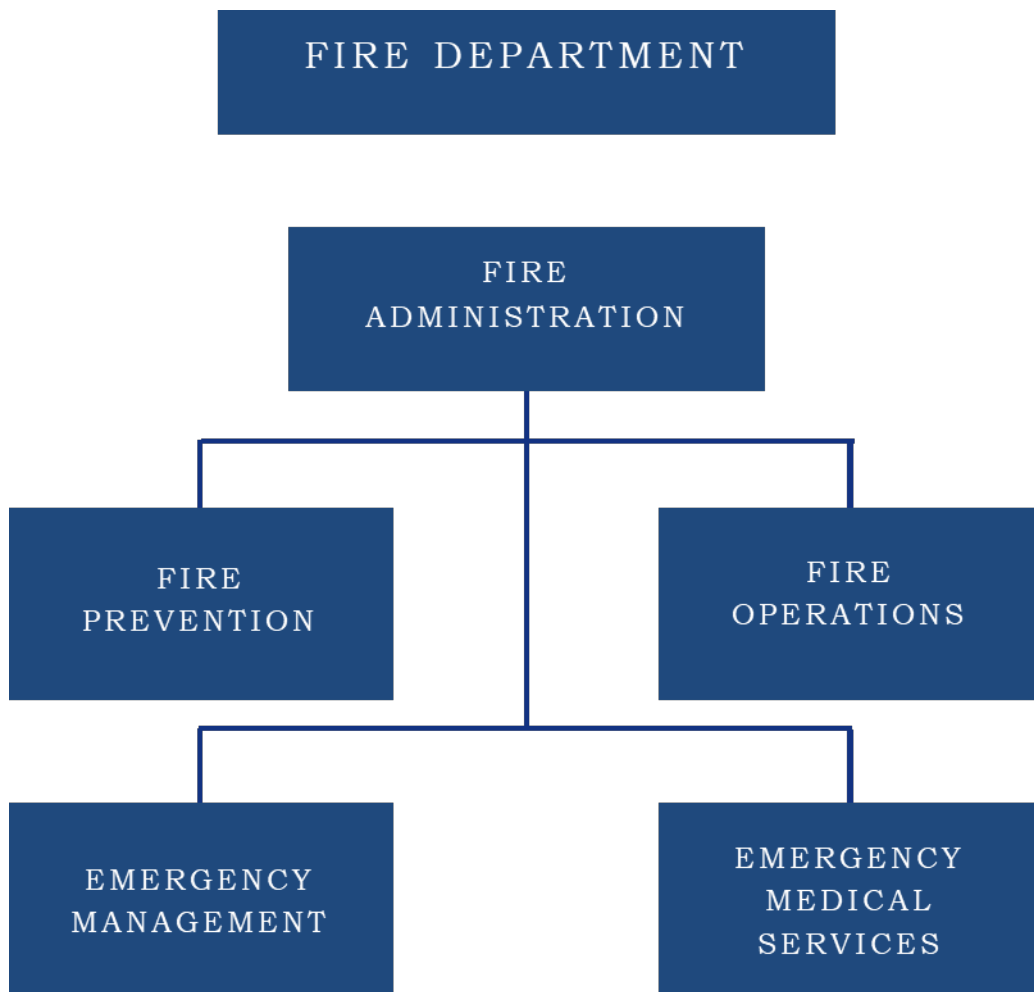 FIRE DEPARTMENT
FIRE
ADMINISTRATION
FIRE
PREVENTION
FIRE
OPERATIONS
EMERGENCY
MANAGEMENT
EMERGENCY
MEDICAL
SERVICES